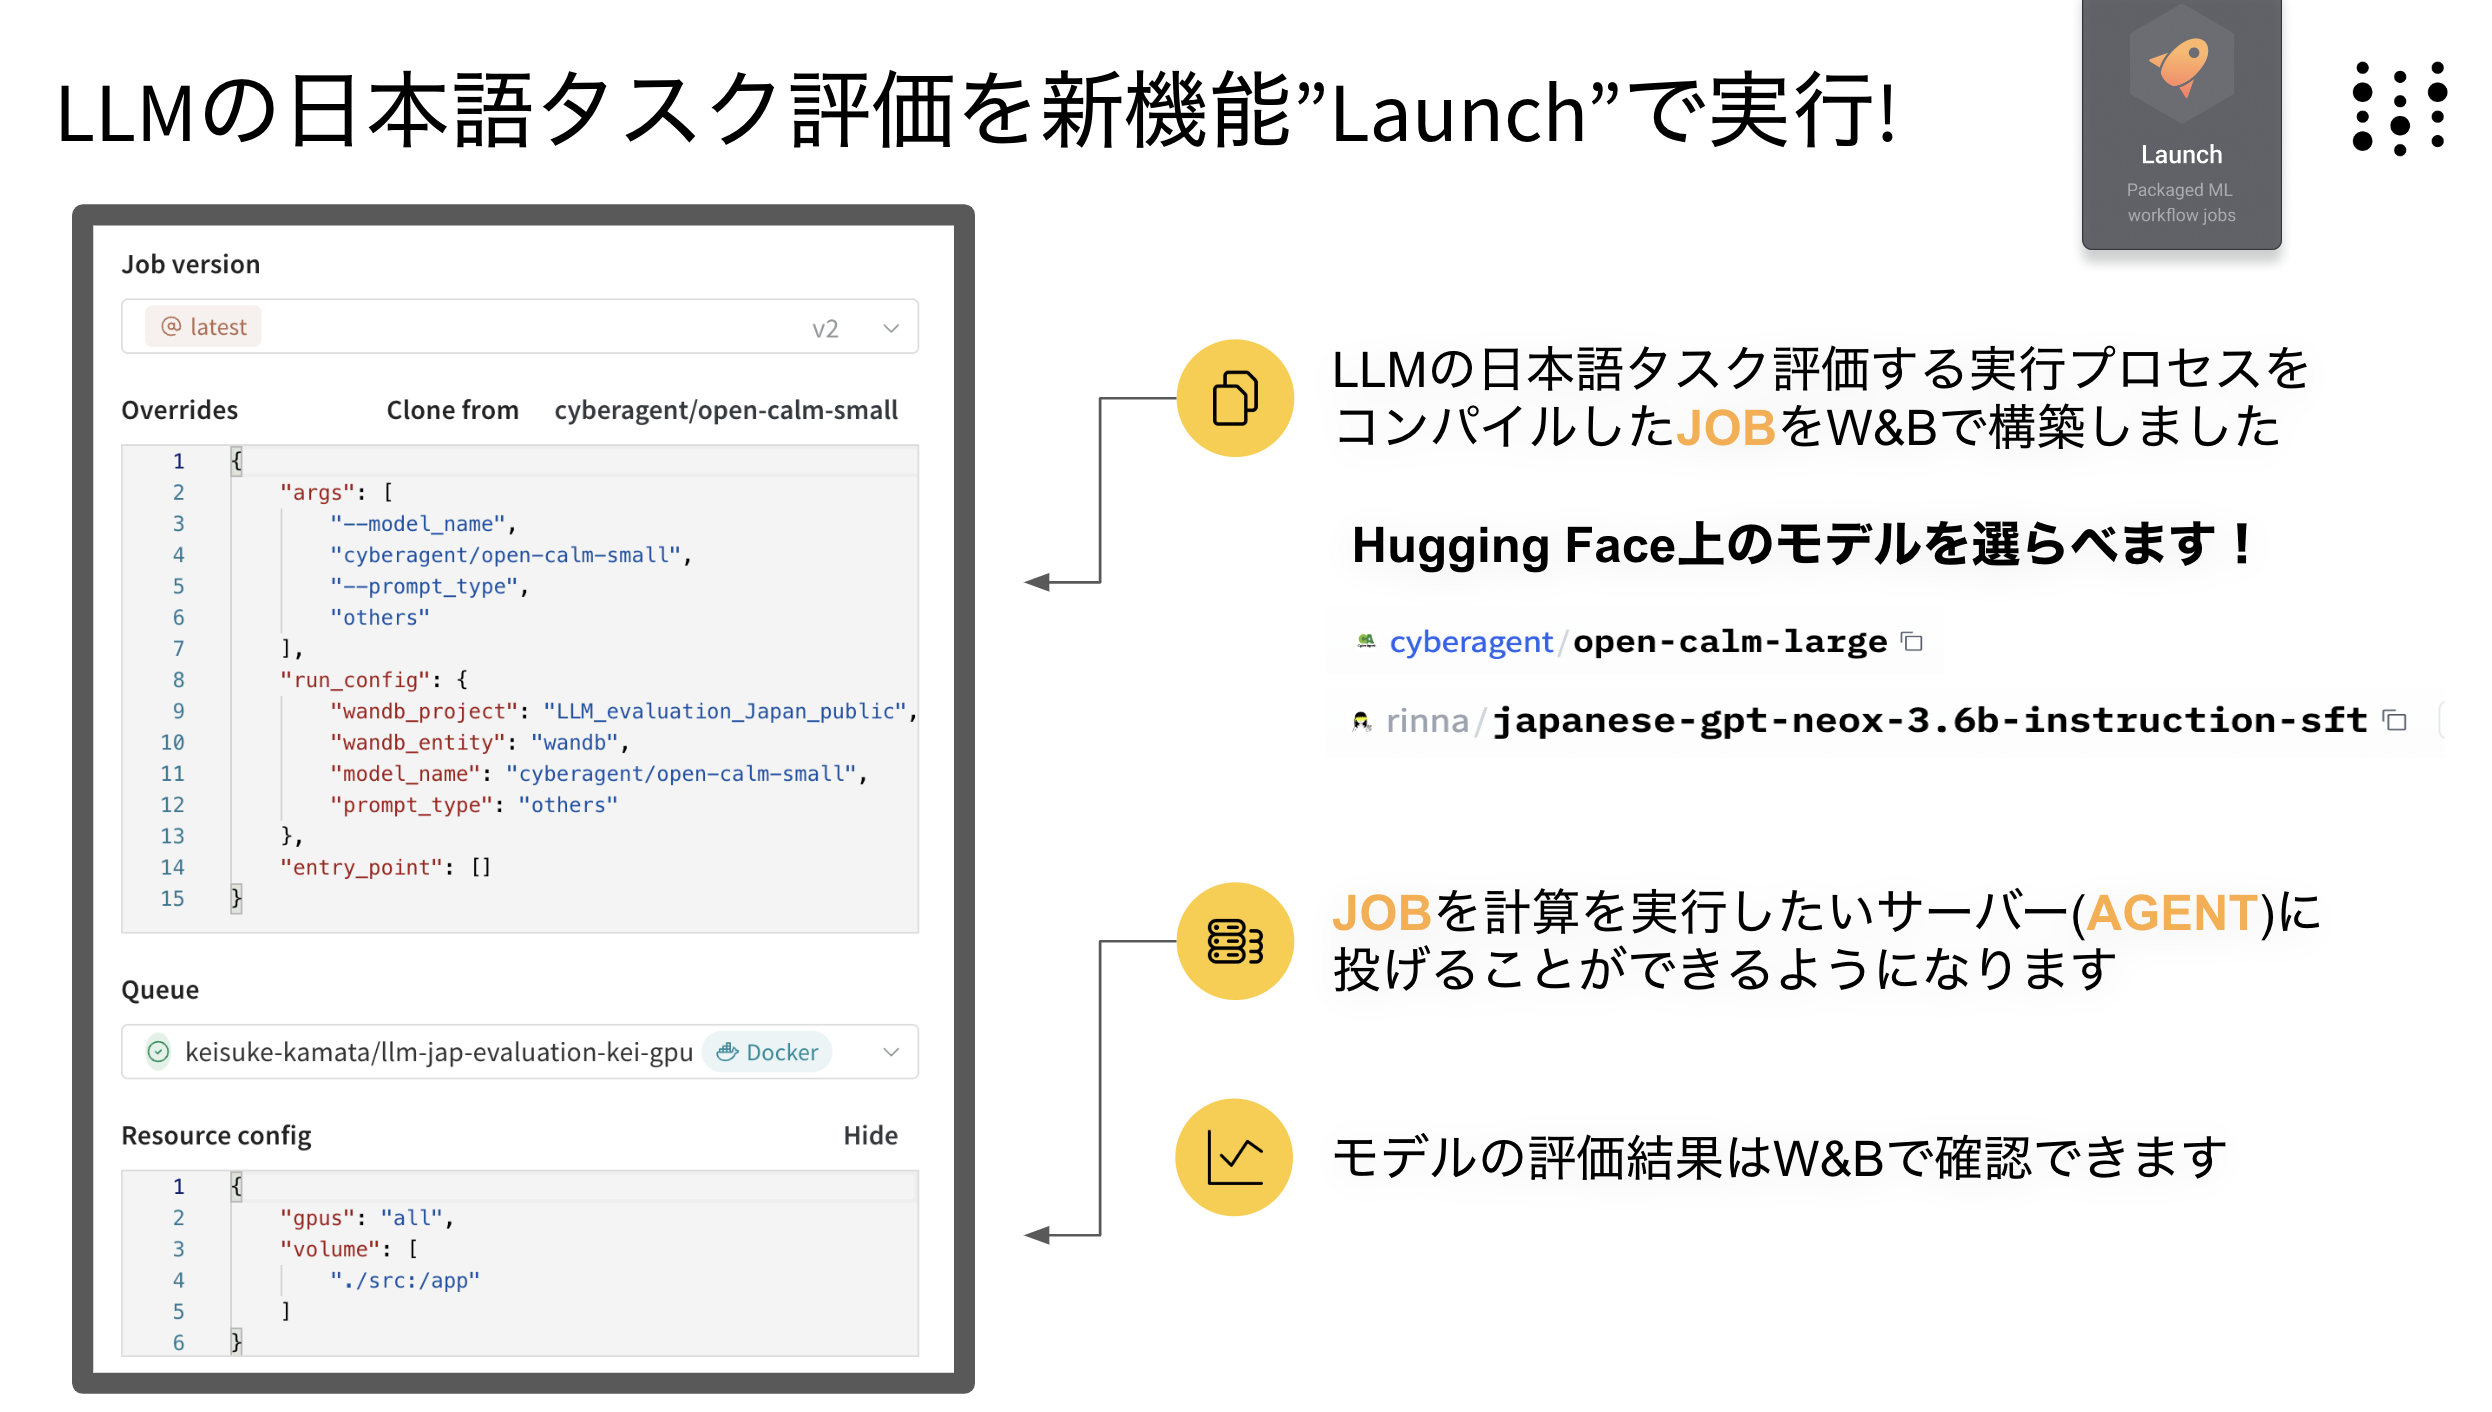 LLMの日本語タスク評価を新機能”Launch”で実行!
Launch
Packaged ML
workflow jobs
Job version
@ latest v2
Overrides Clone from cyberagent/open-calm-small
1 {
2 "args": [
3 "--model_name",
4 "cyberagent/open-calm-small",
5 "--prompt_type",
6 "others"
7 ],
8 "run_config": {
9 "wandb_project": "LLM_evaluation_Japan_public",
10 "wandb_entity": "wandb",
11 "model_name": "cyberagent/open-calm-small",
12 "prompt_type": "others"
13 },
14 "entry_point": []
15 }
Queue
keisuke-kamata/llm-jap-evaluation-kei-gpu Docker
Resource config Hide
1 {
2 "gpus": "all",
3 "volume": [
4 "./src:/app"
5 ]
6 }
LLMの日本語タスク評価する実行プロセスを
コンパイルしたJOBをW&Bで構築しました
Hugging Face上のモデルを選らべます！
cyberagent/open-calm-large
rinna/japanese-gpt-neox-3.6b-instruction-sft
JOBを計算を実行したいサーバー(AGENT)に
投げることができるようになります
モデルの評価結果はW&Bで確認できます